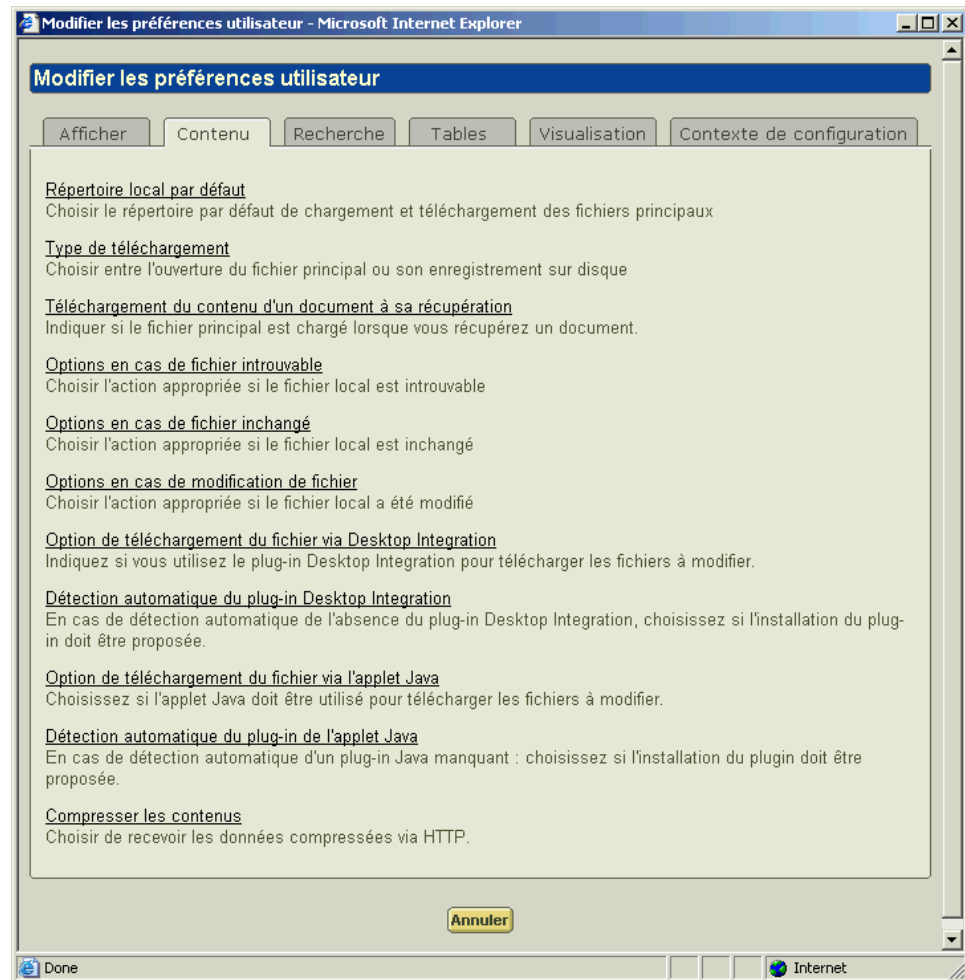 Modifier les préférences utilisateur - Microsoft Internet Explorer
Modifier les préférences utilisateur
Afficher Contenu Recherche Tables Visualisation Contexte de configuration
Répertoire local par défaut
Choisir le répertoire par défaut de chargement et téléchargement des fichiers principaux
Type de téléchargement
Choisir entre l'ouverture du fichier principal ou son enregistrement sur disque
Téléchargement du contenu d'un document à sa récupération
Indiquer si le fichier principal est chargé lorsque vous récupérez un document.
Options en cas de fichier introuvable
Choisir l'action appropriée si le fichier local est introuvable
Options en cas de fichier inchangé
Choisir l'action appropriée si le fichier local est inchangé
Options en cas de modification de fichier
Choisir l'action appropriée si le fichier local a été modifié
Option de téléchargement du fichier via Desktop Integration
Indiquez si vous utilisez le plug-in Desktop Integration pour télécharger les fichiers à modifier.
Détection automatique du plug-in Desktop Integration
En cas de détection automatique de l'absence du plug-in Desktop Integration, choisissez si l'installation du plug-
in doit être proposée.
Option de téléchargement du fichier via l'applet Java
Choisissez si l'applet Java doit être utilisé pour télécharger les fichiers à modifier.
Détection automatique du plug-in de l'applet Java
En cas de détection automatique d'un plug-in Java manquant : choisissez si l'installation du plugin doit être
proposée.
Compresser les contenus
Choisir de recevoir les données compressées via HTTP.
Annuler
Done Internet